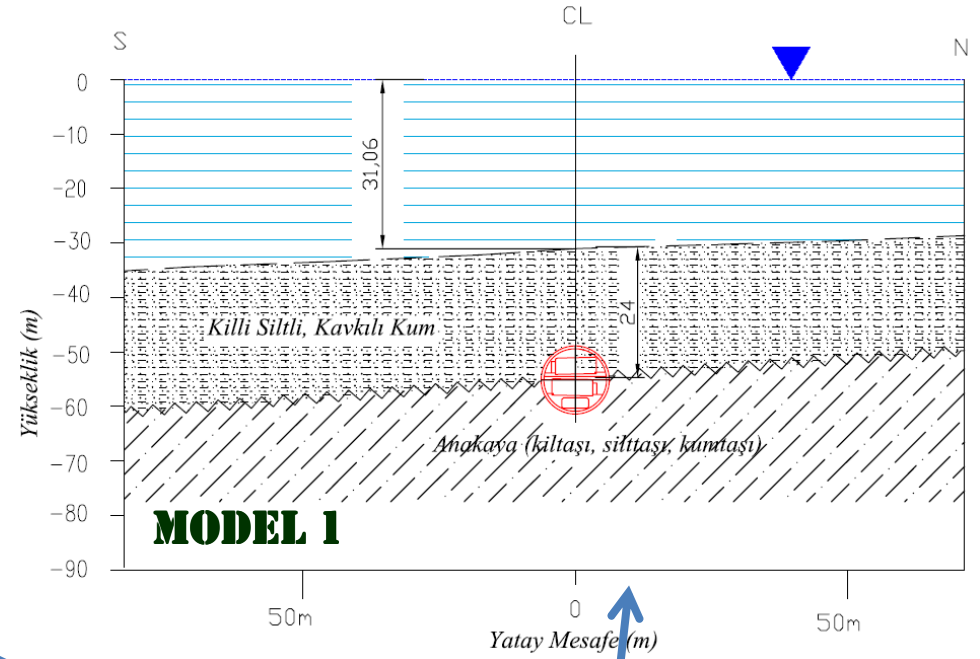 CL
S
N
0
-10
-20
-30
-40
-50
-60
-70
-80
-90
Yükseklik (m)
31,06
24
Killi Siltli, Kavkılı Kum
Anakaya (kiltaşı, silttaşı, kumtaşı)
MODEL 1
50m
0
50m
Yatay Mesafe (m)